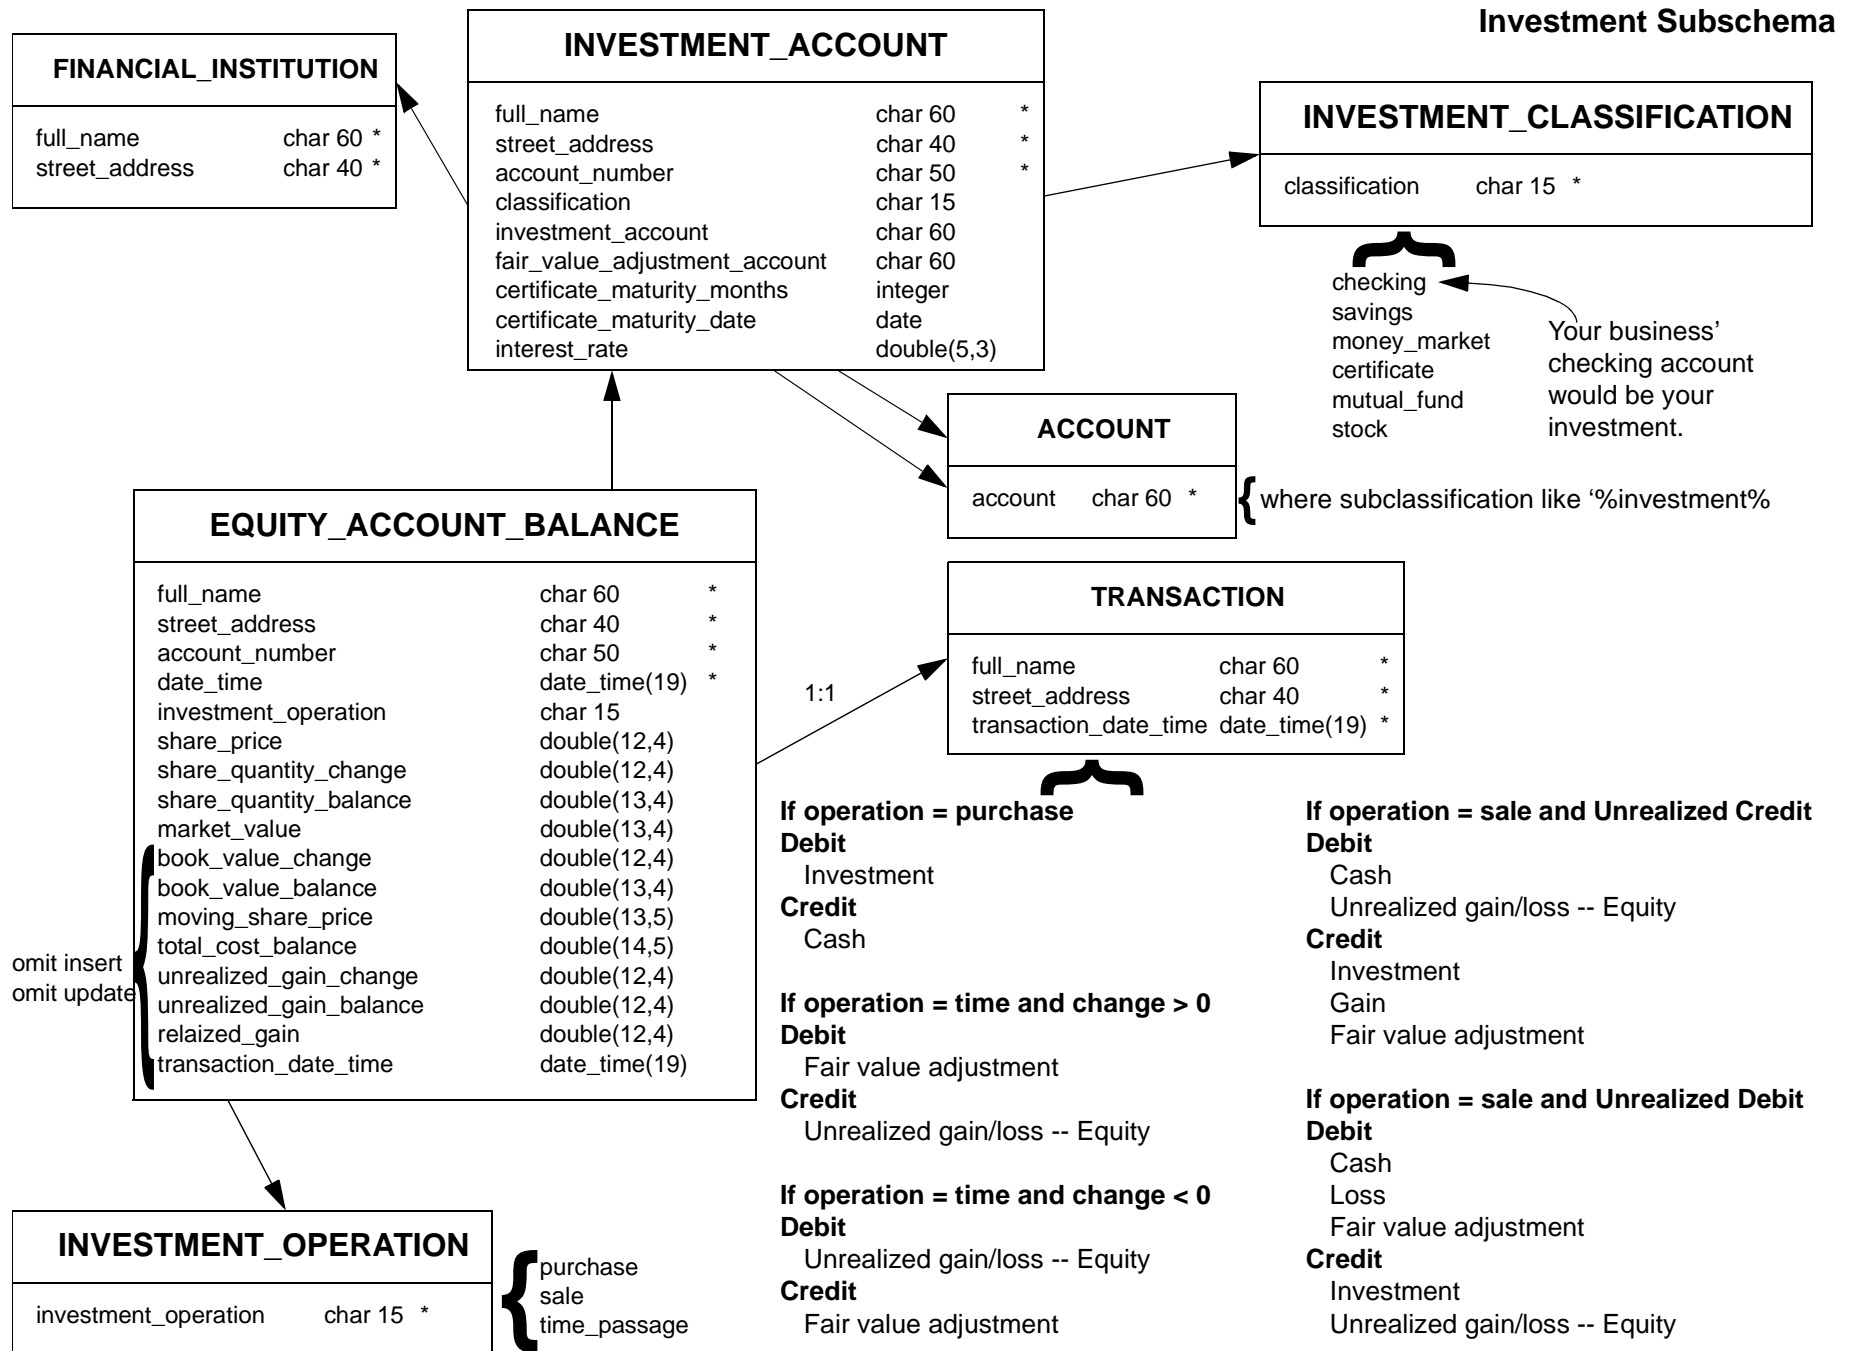 Investment Subschema
FINANCIAL_INSTITUTION
full_name char 60 *
street_address char 40 *
INVESTMENT_ACCOUNT
full_name char 60 *
street_address char 40 *
account_number char 50 *
classification char 15
investment_account char 60
fair_value_adjustment_account char 60
certificate_maturity_months integer
certificate_maturity_date date
interest_rate double(5,3)
INVESTMENT_CLASSIFICATION
classification char 15 *
checking
savings
money_market
certificate
mutual_fund
stock
Your business’
checking account
would be your
investment.
ACCOUNT
account char 60 *
where subclassification like ‘%investment%
EQUITY_ACCOUNT_BALANCE
full_name char 60 *
street_address char 40 *
account_number char 50 *
date_time date_time(19) *
investment_operation char 15
share_price double(12,4)
share_quantity_change double(12,4)
share_quantity_balance double(13,4)
market_value double(13,4)
book_value_change double(12,4)
book_value_balance double(13,4)
moving_share_price double(13,5)
total_cost_balance double(14,5)
unrealized_gain_change double(12,4)
unrealized_gain_balance double(12,4)
relaized_gain double(12,4)
transaction_date_time date_time(19)
omit insert
omit update
1:1
TRANSACTION
full_name char 60 *
street_address char 40 *
transaction_date_time date_time(19) *
If operation = purchase
Debit
Investment
Credit
Cash
If operation = time and change > 0
Debit
Fair value adjustment
Credit
Unrealized gain/loss -- Equity
If operation = time and change < 0
Debit
Unrealized gain/loss -- Equity
Credit
Fair value adjustment
If operation = sale and Unrealized Credit
Debit
Cash
Unrealized gain/loss -- Equity
Credit
Investment
Gain
Fair value adjustment
If operation = sale and Unrealized Debit
Debit
Cash
Loss
Fair value adjustment
Credit
Investment
Unrealized gain/loss -- Equity
INVESTMENT_OPERATION
investment_operation char 15 *
purchase
sale
time_passage